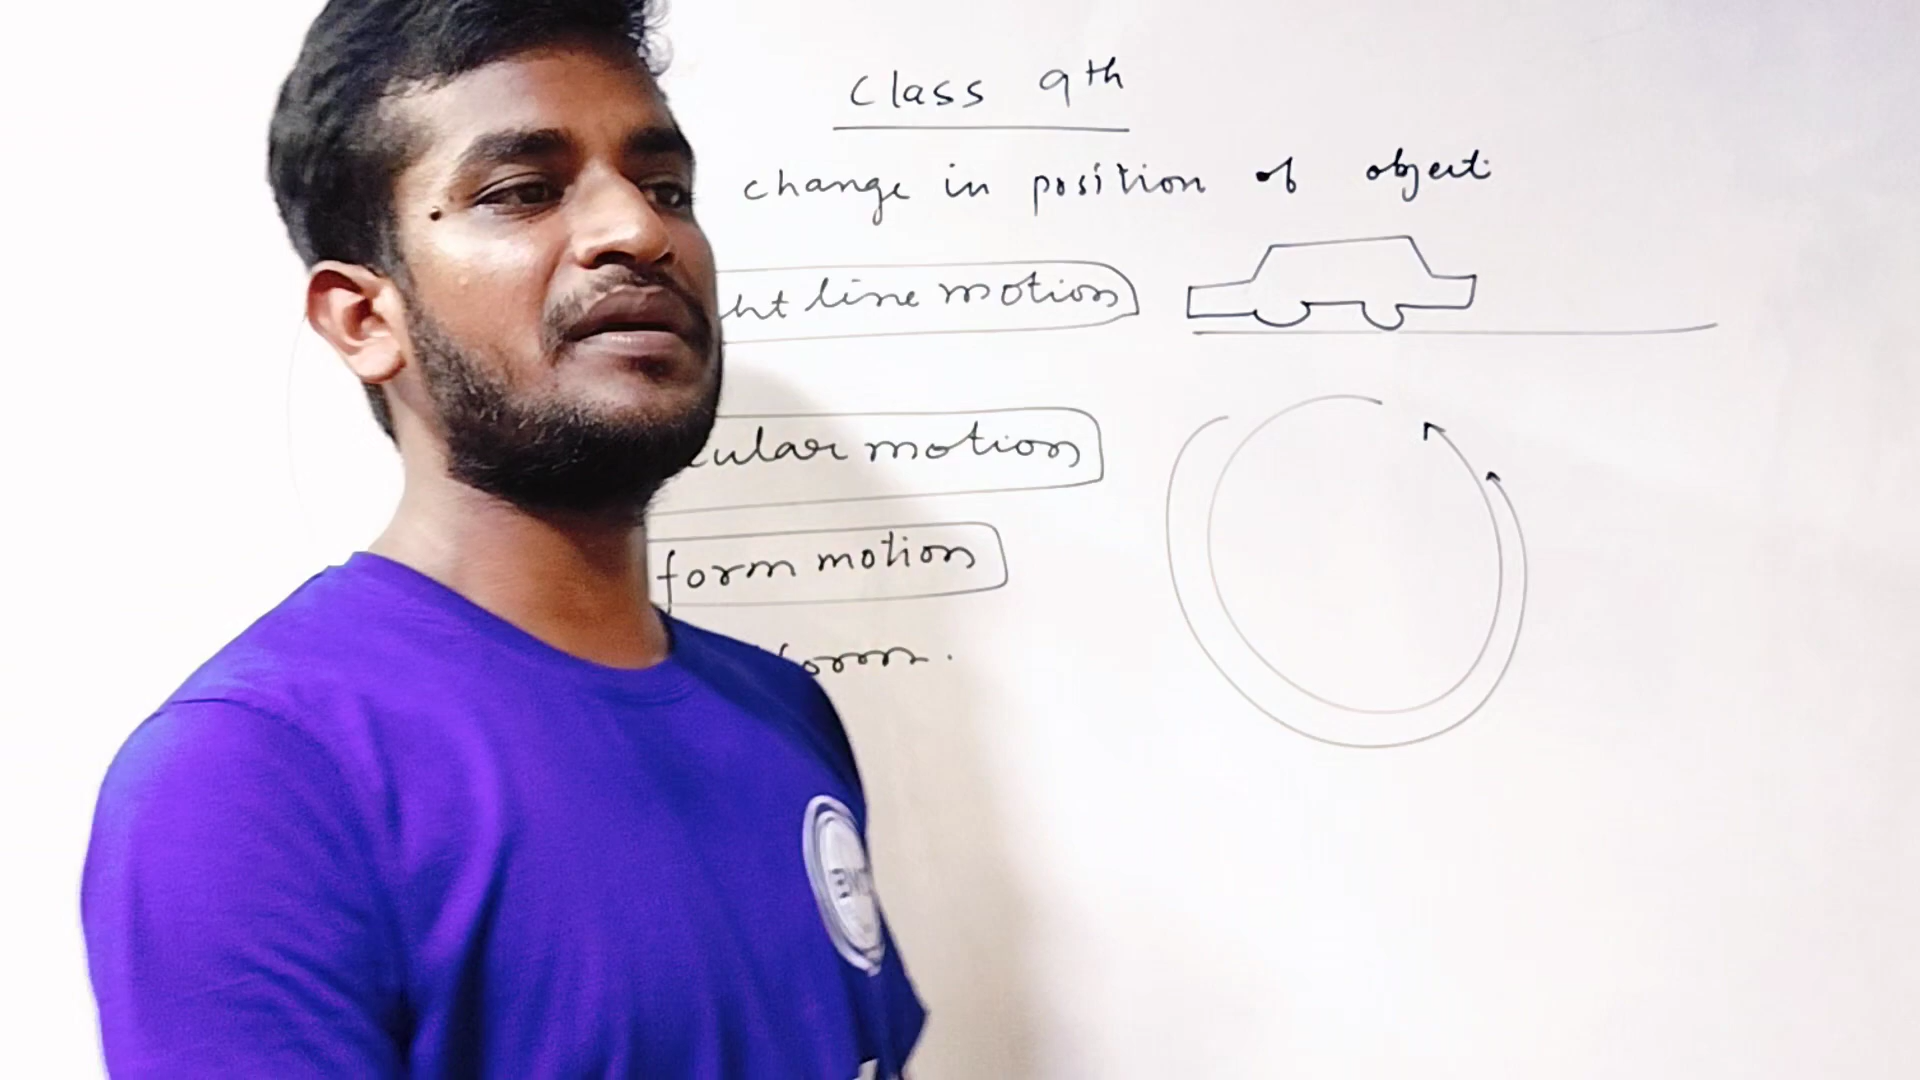 Class 9th
change in position of object
ht line motion
cular motion
form motion
form.